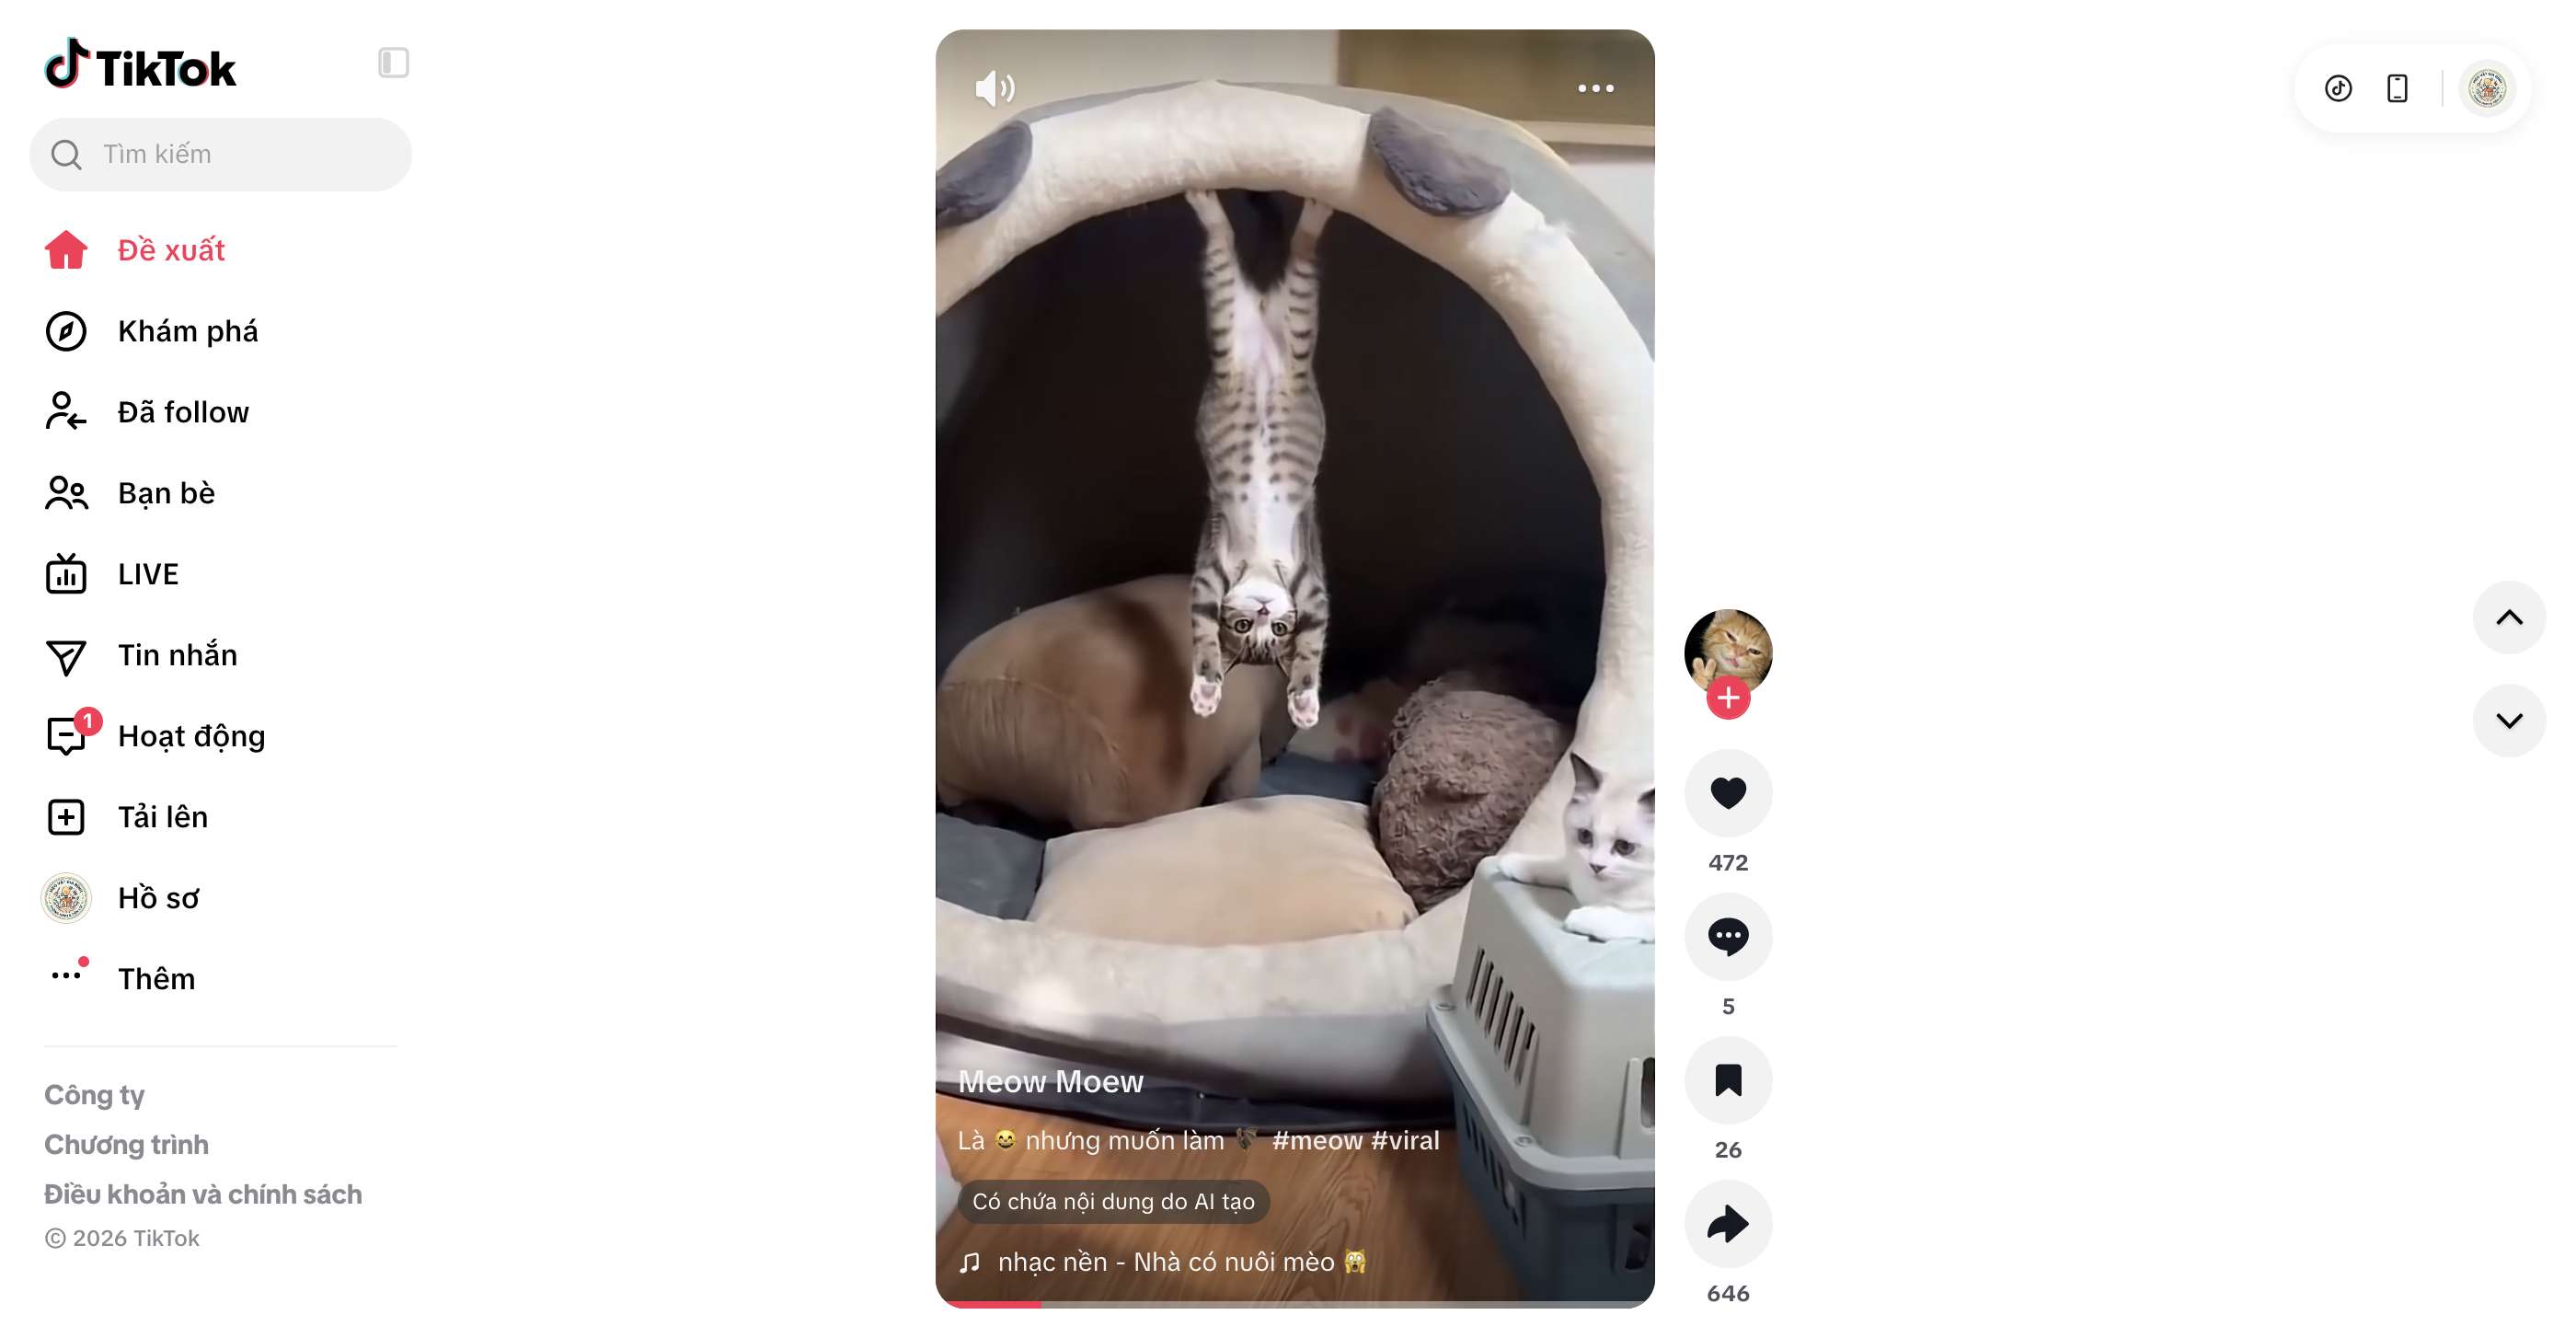 TikTok
Tìm kiếm
Đề xuất
Khám phá
Đã follow
Bạn bè
LIVE
Tin nhắn
1
Hoạt động
Tải lên
Hồ sơ
Thêm
Công ty
Chương trình
Điều khoản và chính sách
© 2026 TikTok
Meow Moew
Là 😹 nhưng muốn làm 🦇 #meow #viral
Có chứa nội dung do AI tạo
nhạc nền - Nhà có nuôi mèo 🙀
472
5
26
646